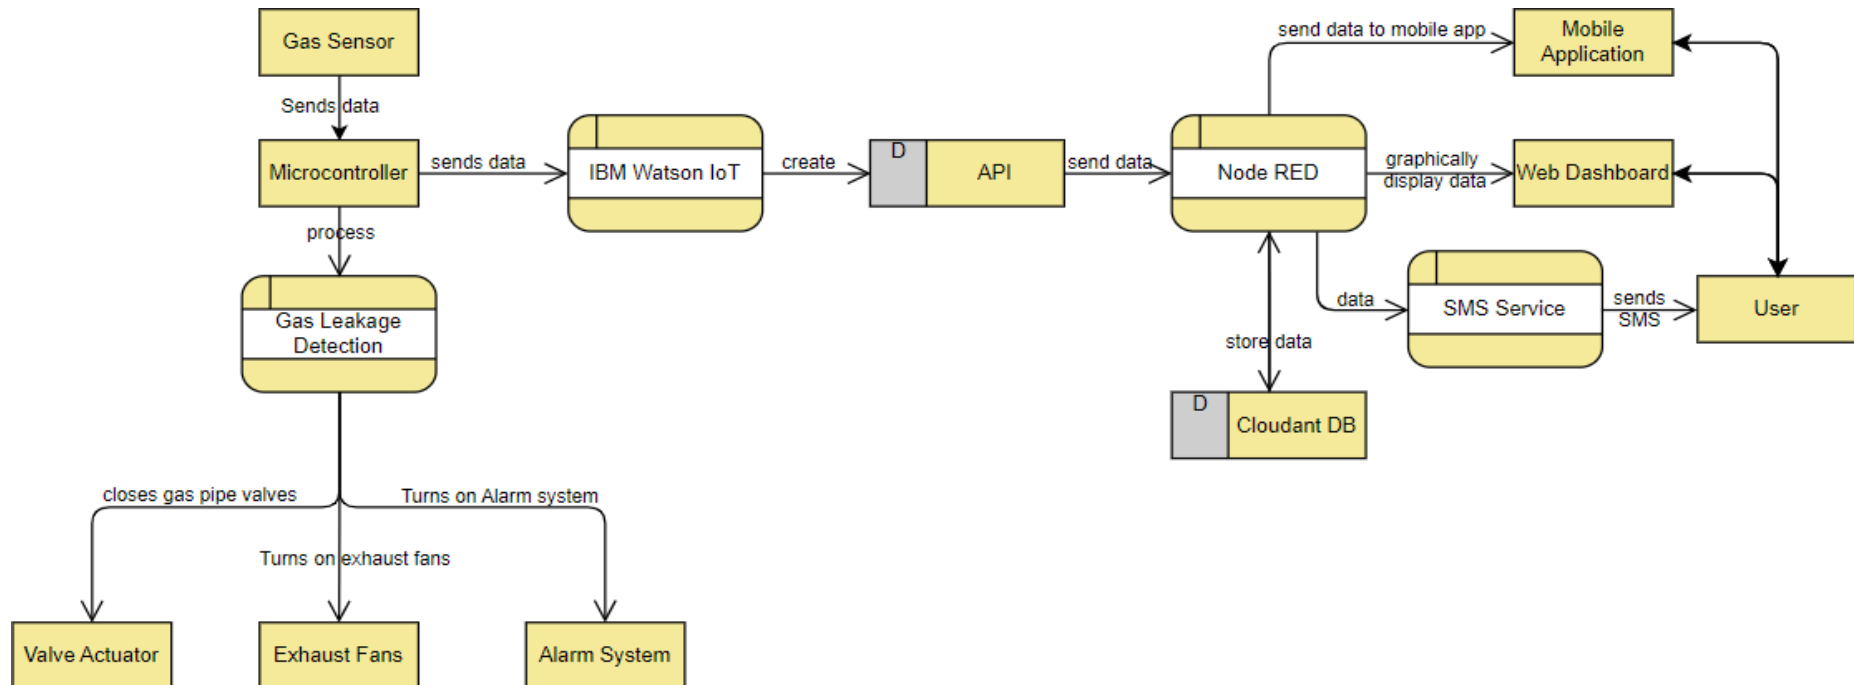 Gas Sensor
Sends data
Microcontroller
sends data
IBM Watson IoT
create
D
API
send data
Node RED
send data to mobile app
Mobile
Application
graphically
display data
Web Dashboard
data
SMS Service
sends
SMS
User
store data
D
Cloudant DB
process
Gas Leakage
Detection
closes gas pipe valves
Turns on Alarm system
Turns on exhaust fans
Valve Actuator
Exhaust Fans
Alarm System